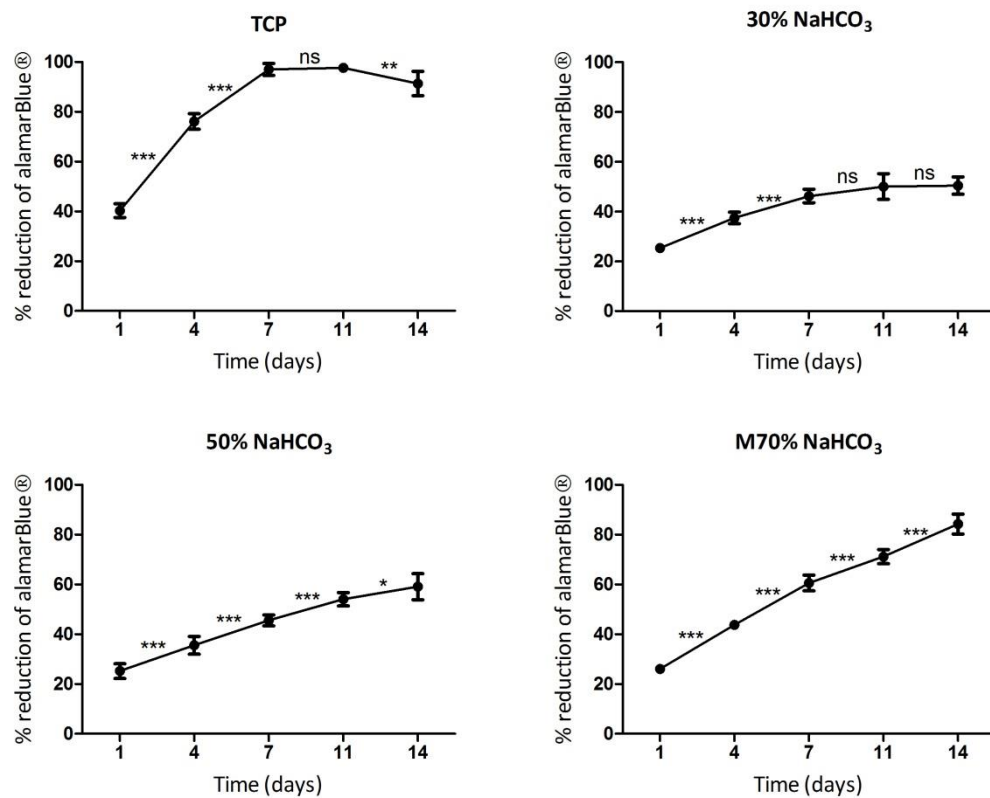 TCP
% reduction of alamarBlue®
100
80
60
40
20
0
***
***
ns
**
1 4 7 11 14
Time (days)
30% NaHCO₃
% reduction of alamarBlue®
100
80
60
40
20
0
***
***
ns
ns
1 4 7 11 14
Time (days)
50% NaHCO₃
% reduction of alamarBlue®
100
80
60
40
20
0
***
***
***
*
1 4 7 11 14
Time (days)
M70% NaHCO₃
% reduction of alamarBlue®
100
80
60
40
20
0
***
***
***
***
1 4 7 11 14
Time (days)